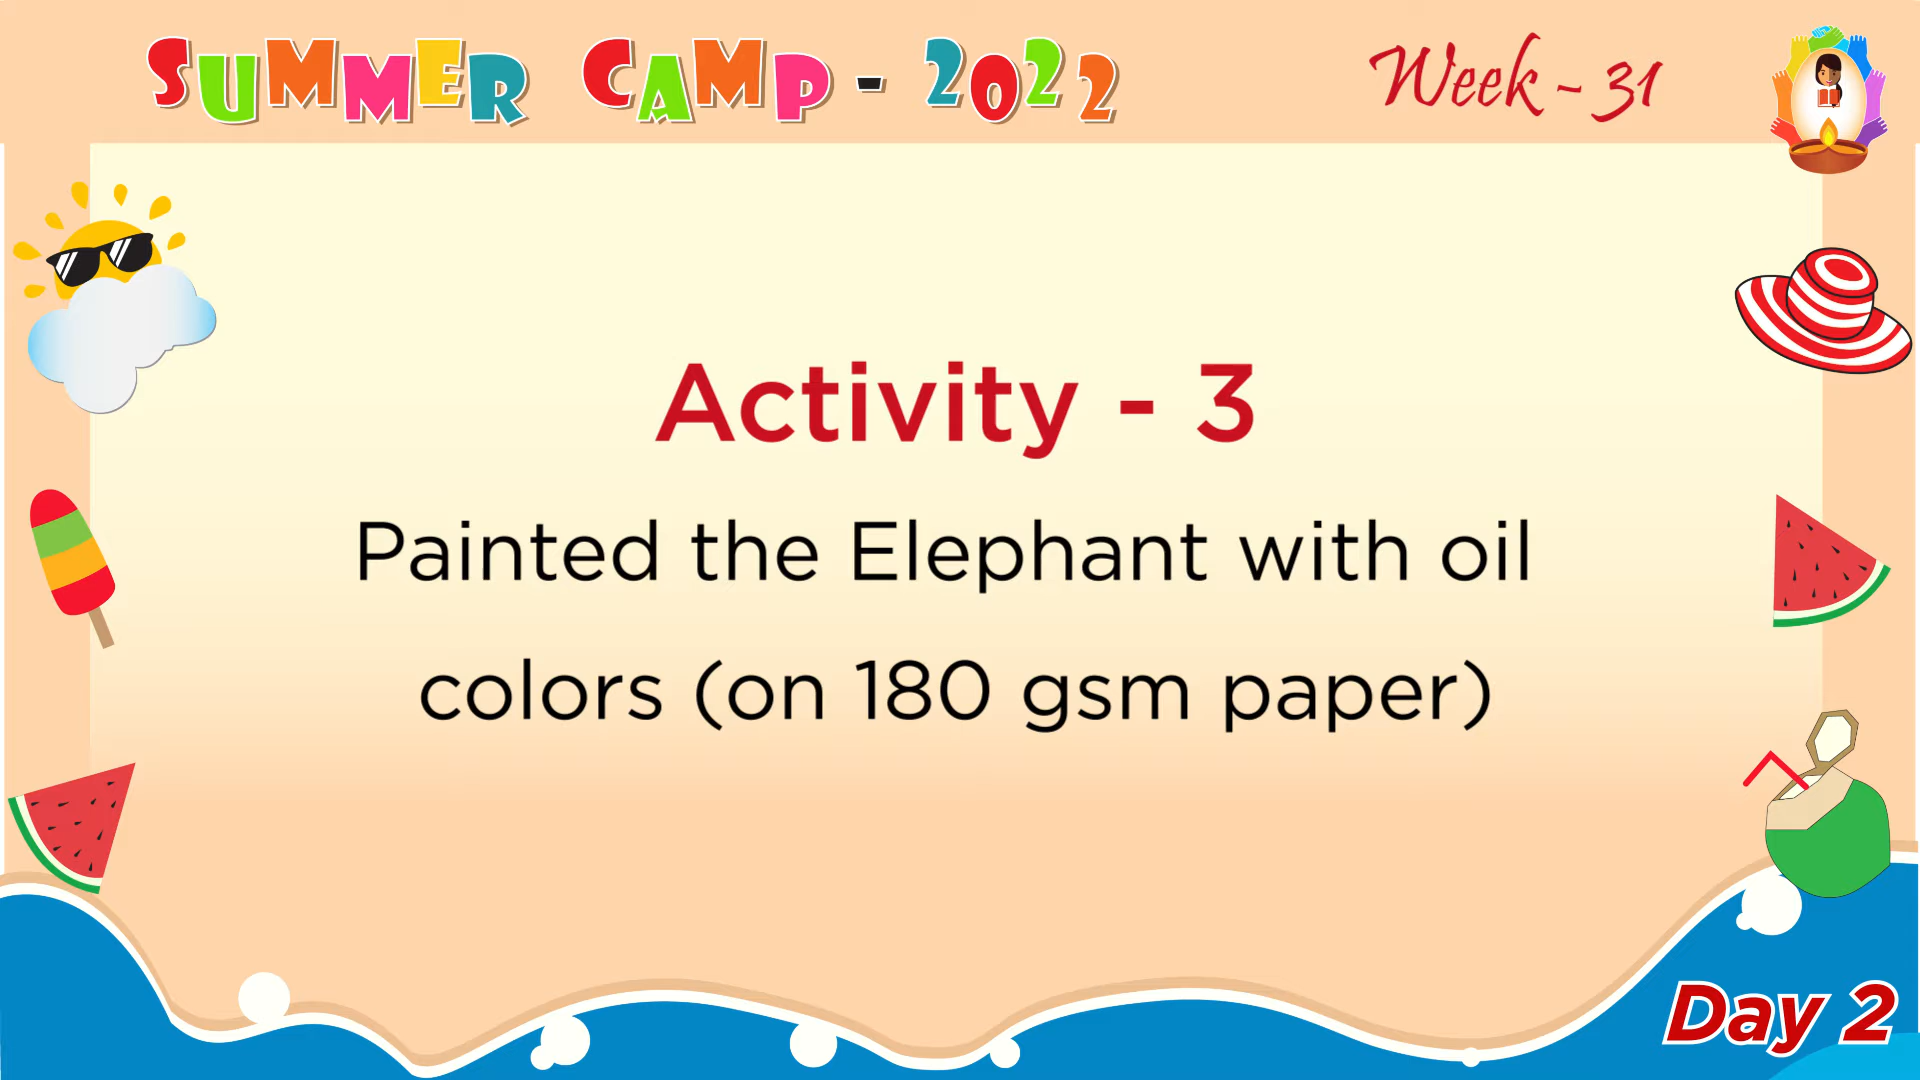 SUMMER CAMP - 2022
Week - 31
Activity - 3
Painted the Elephant with oil
colors (on 180 gsm paper)
Day 2